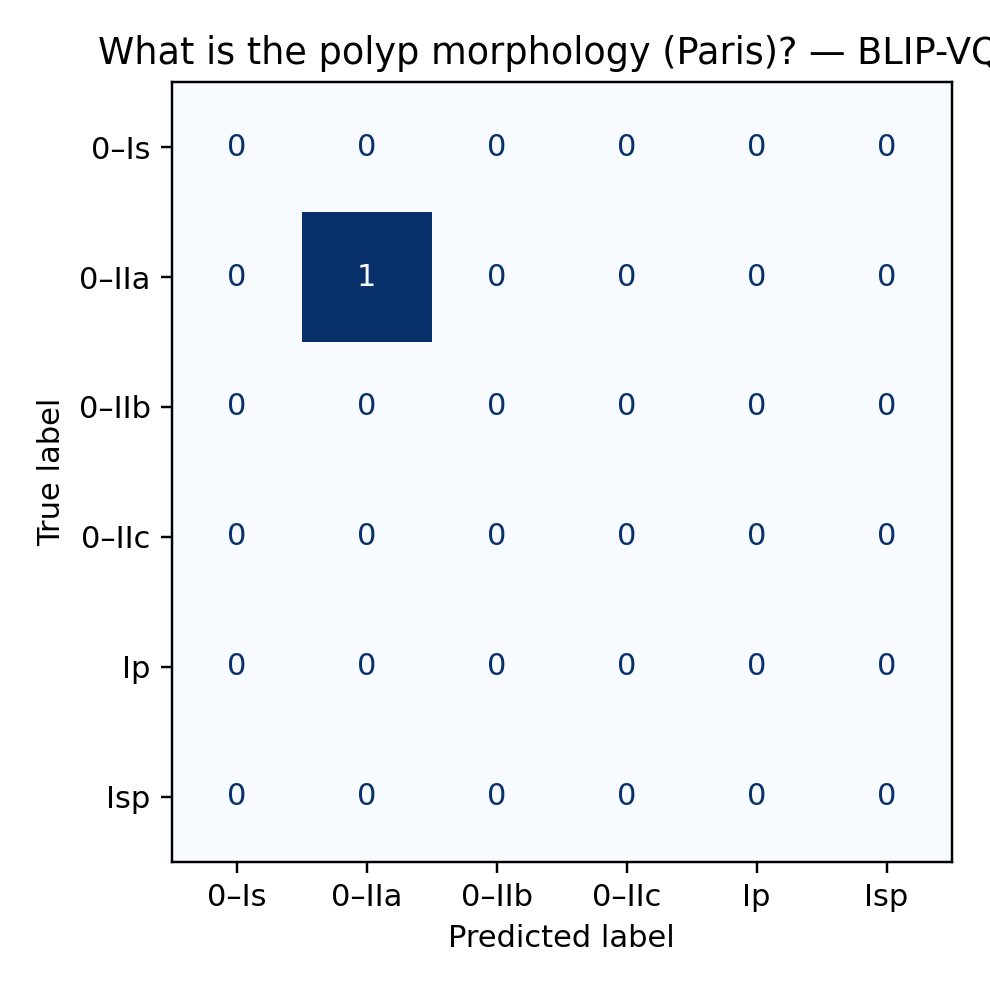 What is the polyp morphology (Paris)? — BLIP-VQ
0–Is 0 0 0 0 0 0
0–IIa 0 1 0 0 0 0
0–IIb 0 0 0 0 0 0
0–IIc 0 0 0 0 0 0
Ip 0 0 0 0 0 0
Isp 0 0 0 0 0 0
True label
0–Is 0–IIa 0–IIb 0–IIc Ip Isp
Predicted label